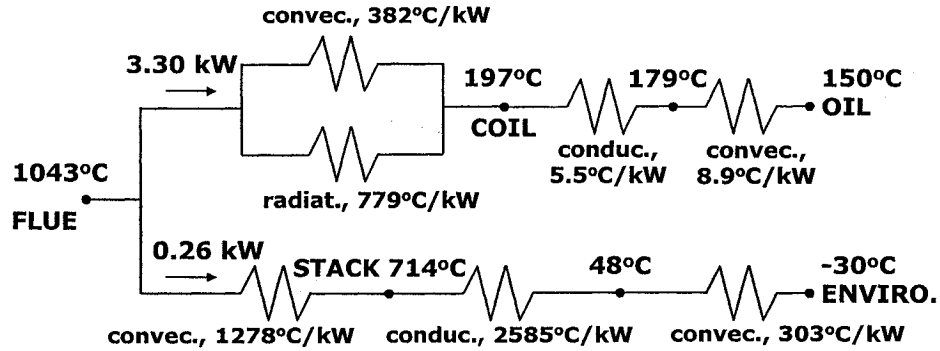 convec., 382°C/kW
3.30 kW
197°C
179°C
150°C
COIL
OIL
conduc.,
5.5°C/kW
convec.,
8.9°C/kW
1043°C
FLUE
radiat., 779°C/kW
0.26 kW
STACK 714°C
48°C
-30°C
ENVIRO.
convec., 1278°C/kW
conduc., 2585°C/kW
convec., 303°C/kW